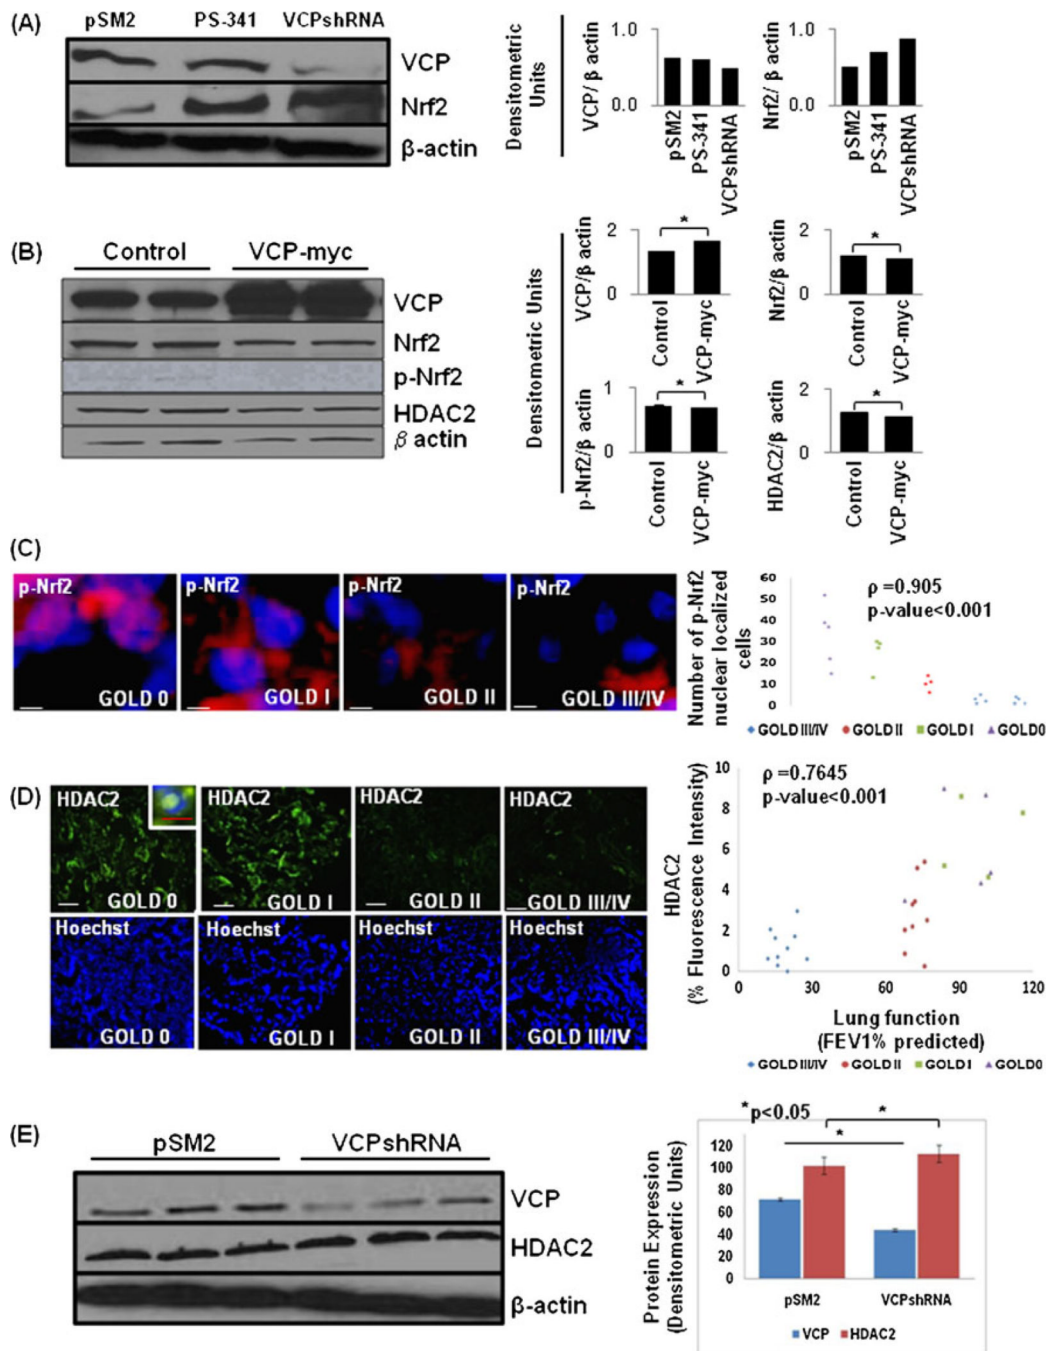 (A)
pSM2 PS-341 VCPshRNA
VCP
Nrf2
β-actin
Densitometric
Units
VCP/ β actin
1.0
0.0
pSM2
PS-341
VCPshRNA
Nrf2/ β actin
1.0
0.0
pSM2
PS-341
VCPshRNA
(B)
Control VCP-myc
VCP
Nrf2
p-Nrf2
HDAC2
β actin
Densitometric Units
VCP/β actin
2
0
*
Control
VCP-myc
Nrf2/β actin
2
0
*
Control
VCP-myc
p-Nrf2/β actin
1
0
*
Control
VCP-myc
HDAC2/β actin
2
0
*
Control
VCP-myc
(C)
p-Nrf2 p-Nrf2 p-Nrf2 p-Nrf2
GOLD 0 GOLD I GOLD II GOLD III/IV
Number of p-Nrf2
nuclear localized
cells
60
50
40
30
20
10
0
ρ =0.905
p-value<0.001
GOLD III/IV GOLD II GOLD I GOLD0
(D)
HDAC2 HDAC2 HDAC2 HDAC2
GOLD 0 GOLD I GOLD II GOLD III/IV
Hoechst Hoechst Hoechst Hoechst
GOLD 0 GOLD I GOLD II GOLD III/IV
HDAC2
(% Fluorescence Intensity)
10
8
6
4
2
0
ρ =0.7645
p-value<0.001
0 30 60 90 120
Lung function
(FEV1% predicted)
GOLD III/IV GOLD II GOLD I GOLD0
(E)
pSM2 VCPshRNA
VCP
HDAC2
β-actin
Protein Expression
(Densitometric Units)
*p<0.05
*
*
120
100
80
60
40
20
0
pSM2 VCPshRNA
VCP HDAC2